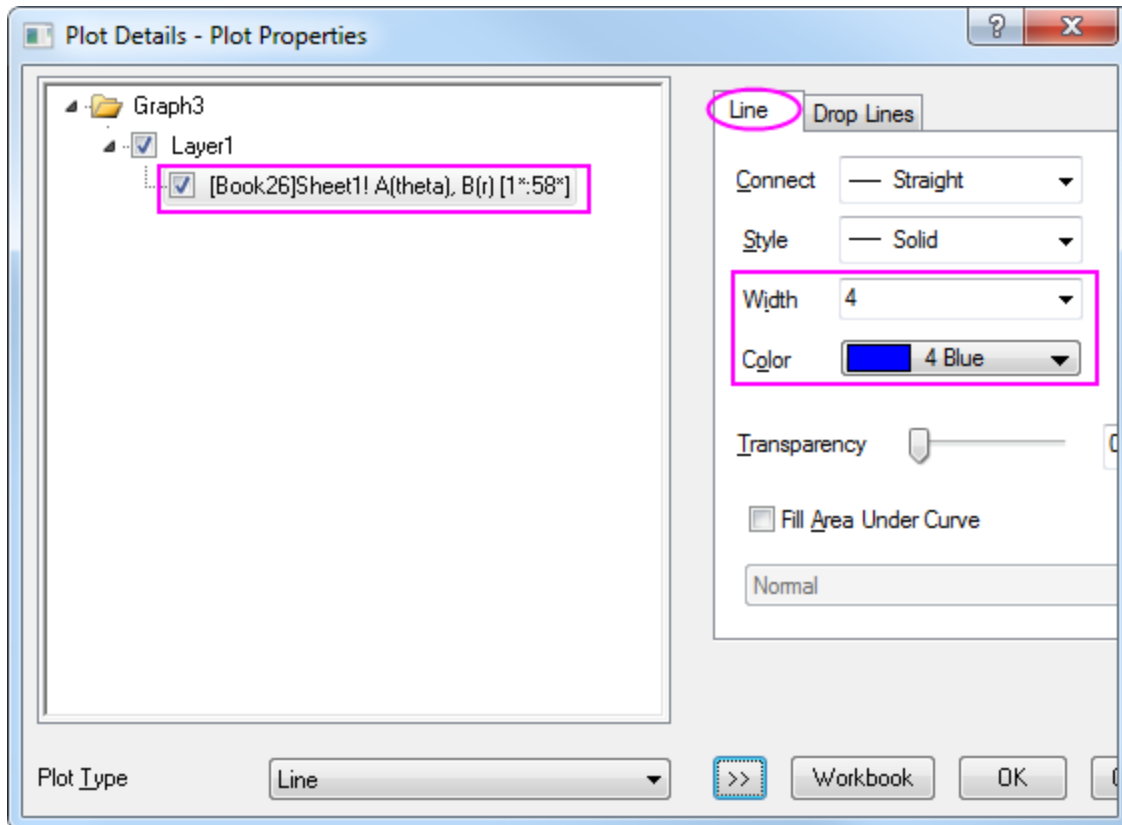 Plot Details - Plot Properties
Graph3
Layer1
[Book26]Sheet1! A(theta), B(r) [1*:58*]
Line
Drop Lines
Connect
Straight
Style
Solid
Width
4
Color
4 Blue
Transparency
Fill Area Under Curve
Normal
Plot Type
Line
>>
Workbook
OK